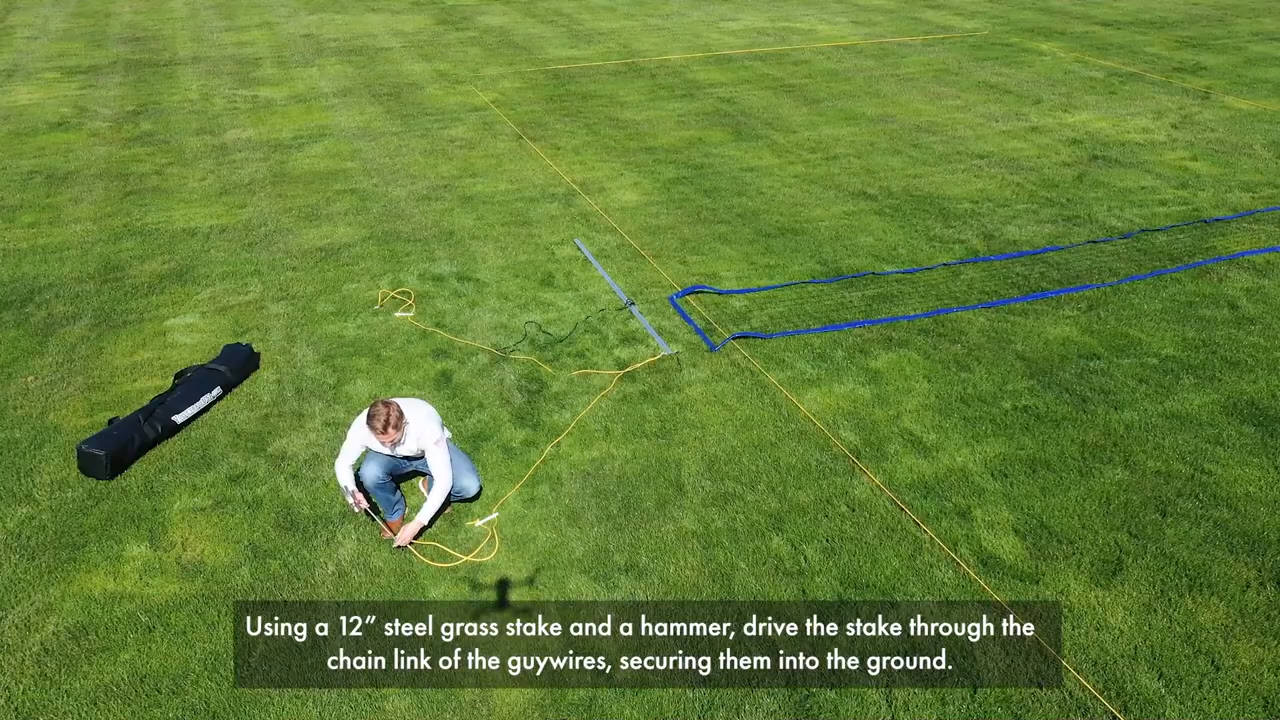 Using a 12” steel grass stake and a hammer, drive the stake through the
chain link of the guywires, securing them into the ground.